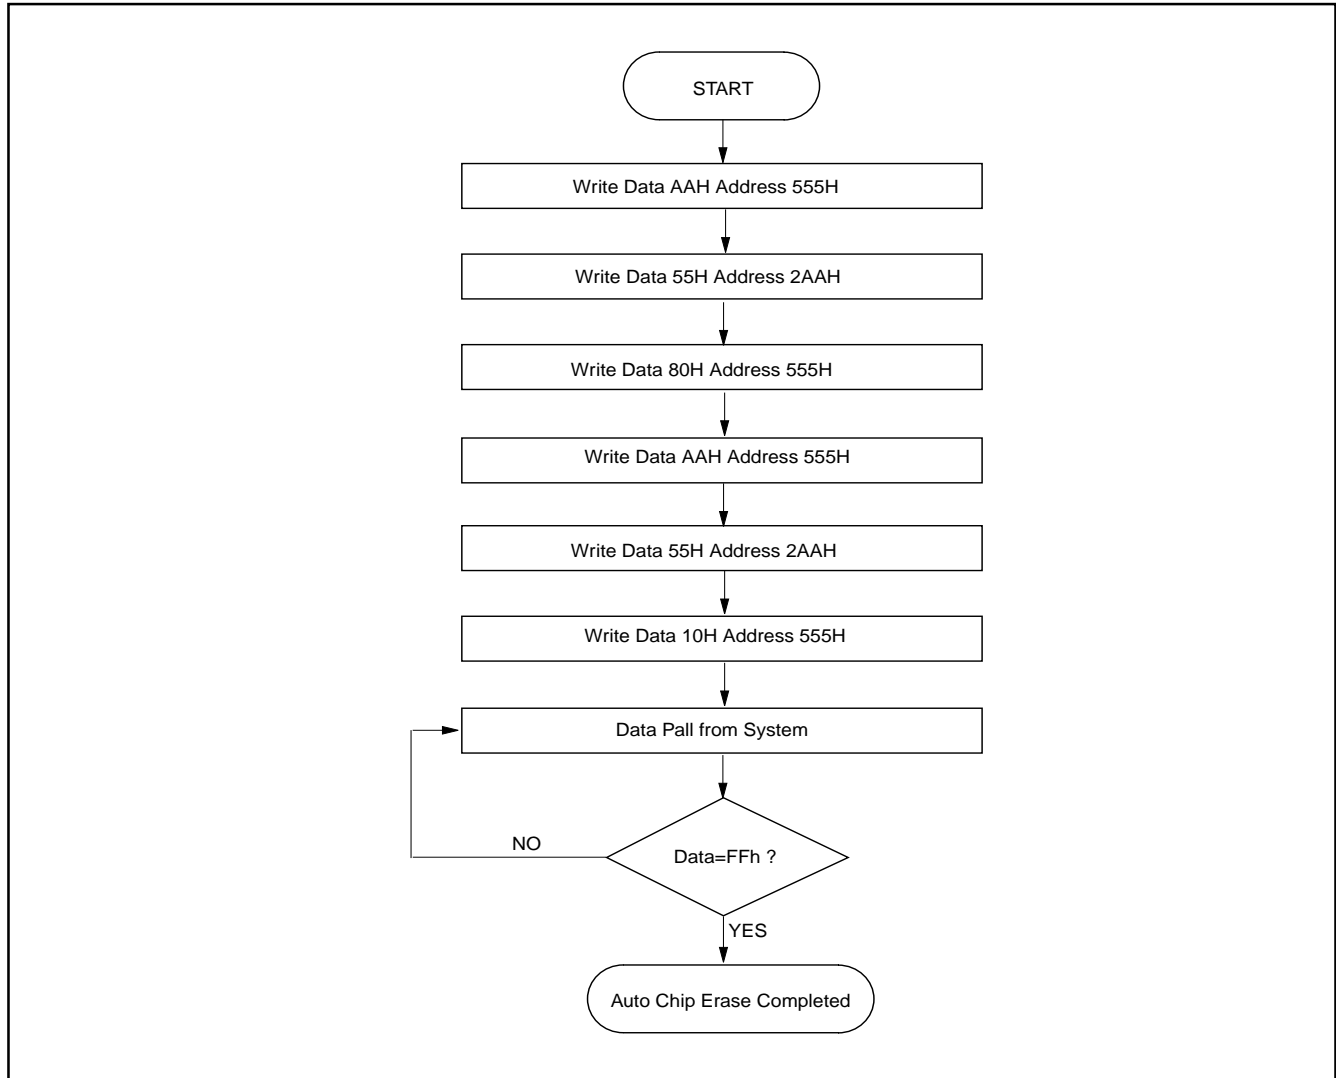 START
Write Data AAH Address 555H
Write Data 55H Address 2AAH
Write Data 80H Address 555H
Write Data AAH Address 555H
Write Data 55H Address 2AAH
Write Data 10H Address 555H
Data Pall from System
NO
Data=FFh ?
YES
Auto Chip Erase Completed